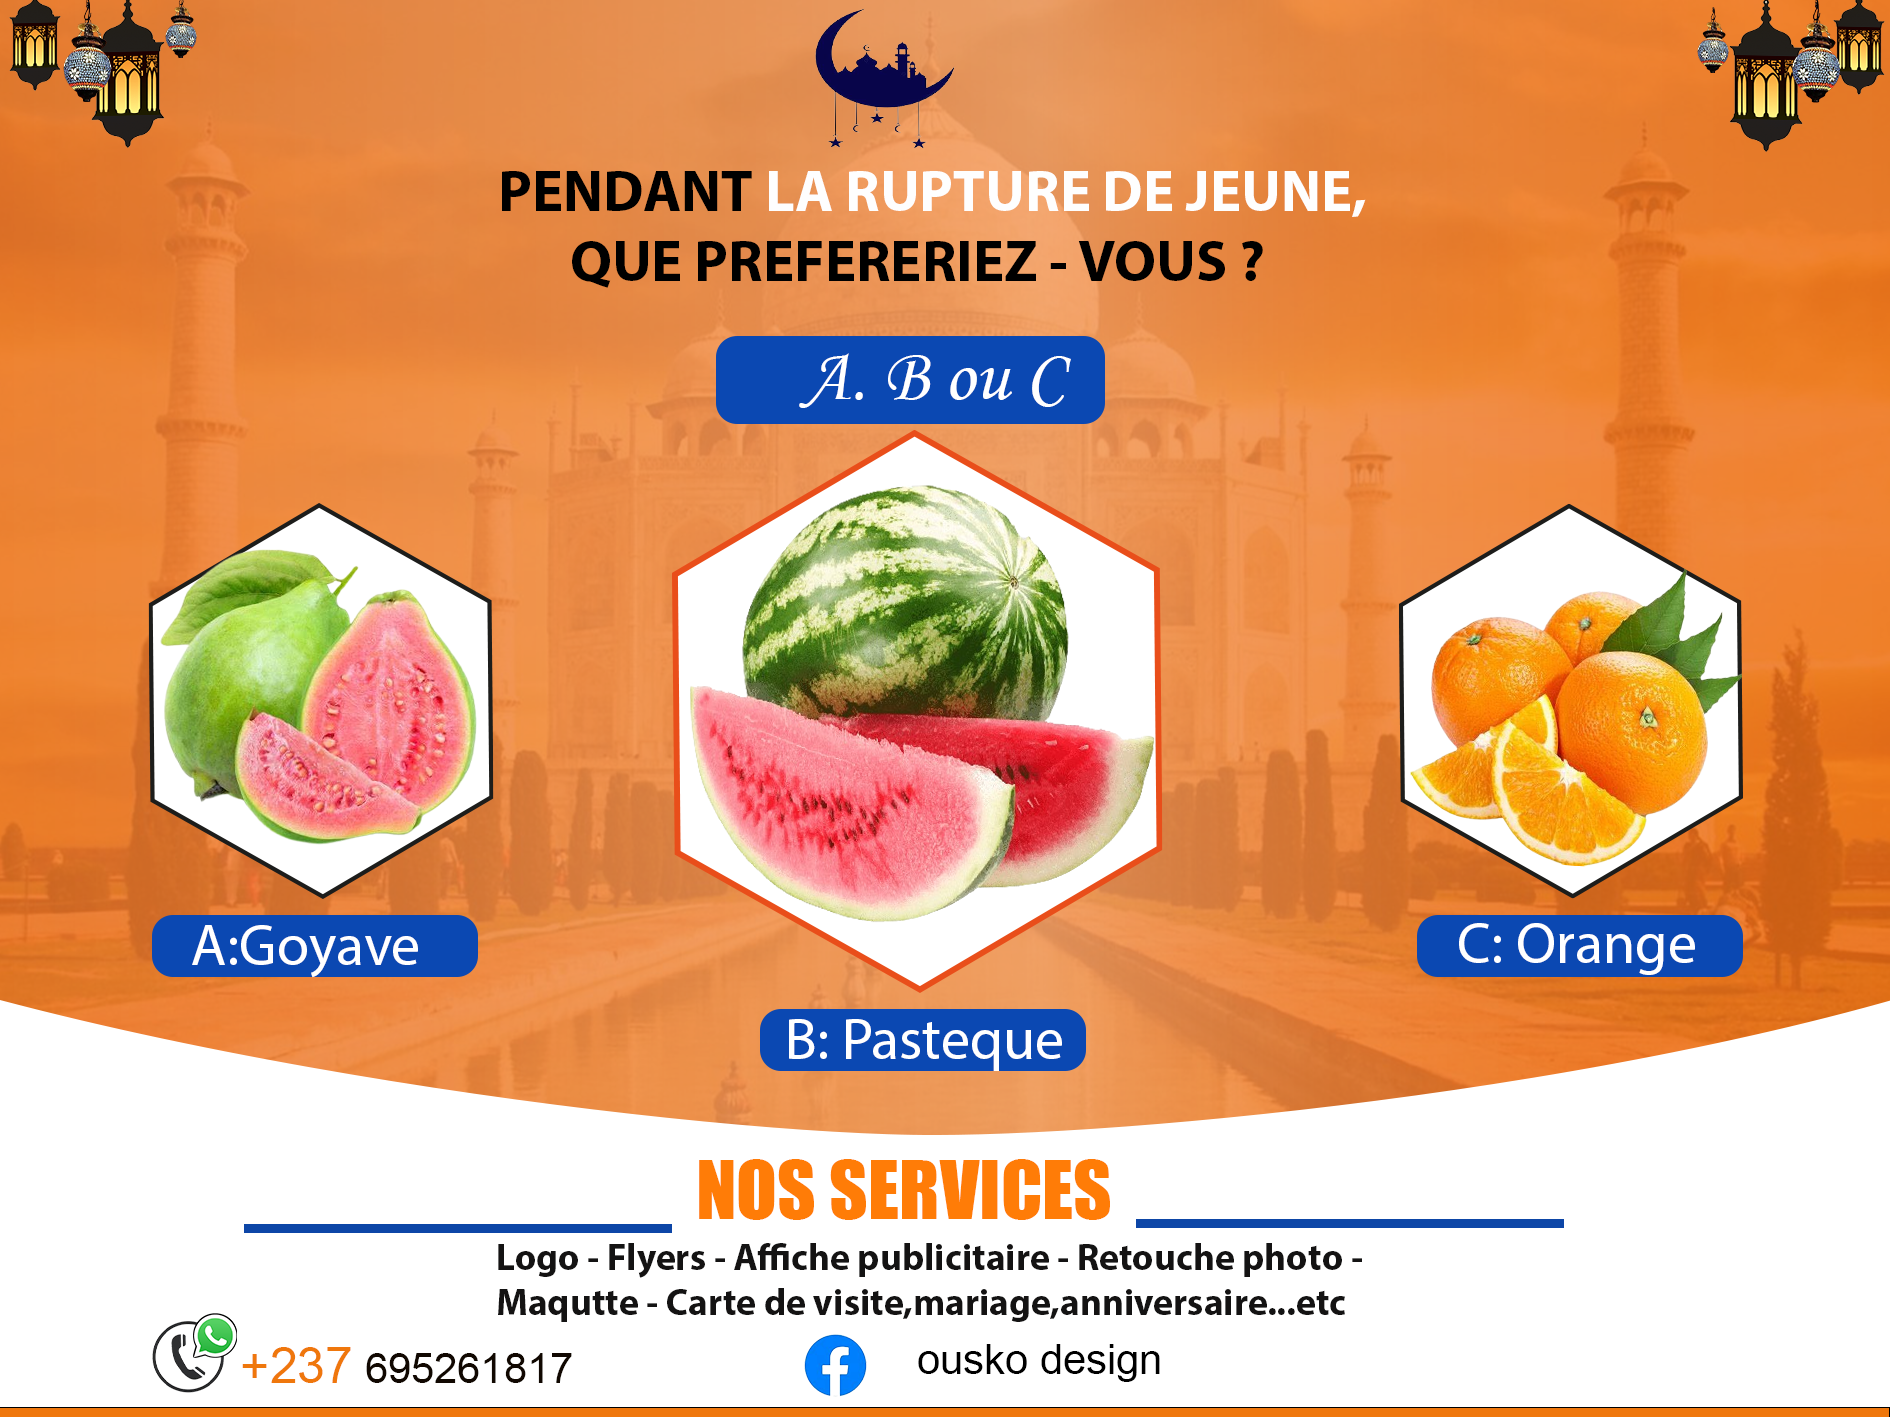 PENDANT LA RUPTURE DE JEUNE,
QUE PREFERERIEZ - VOUS ?
A. B ou C
A:Goyave
B: Pasteque
C: Orange
NOS SERVICES
Logo - Flyers - Affiche publicitaire - Retouche photo -
Maqutte - Carte de visite,mariage,anniversaire...etc
+237 695261817
ousko design